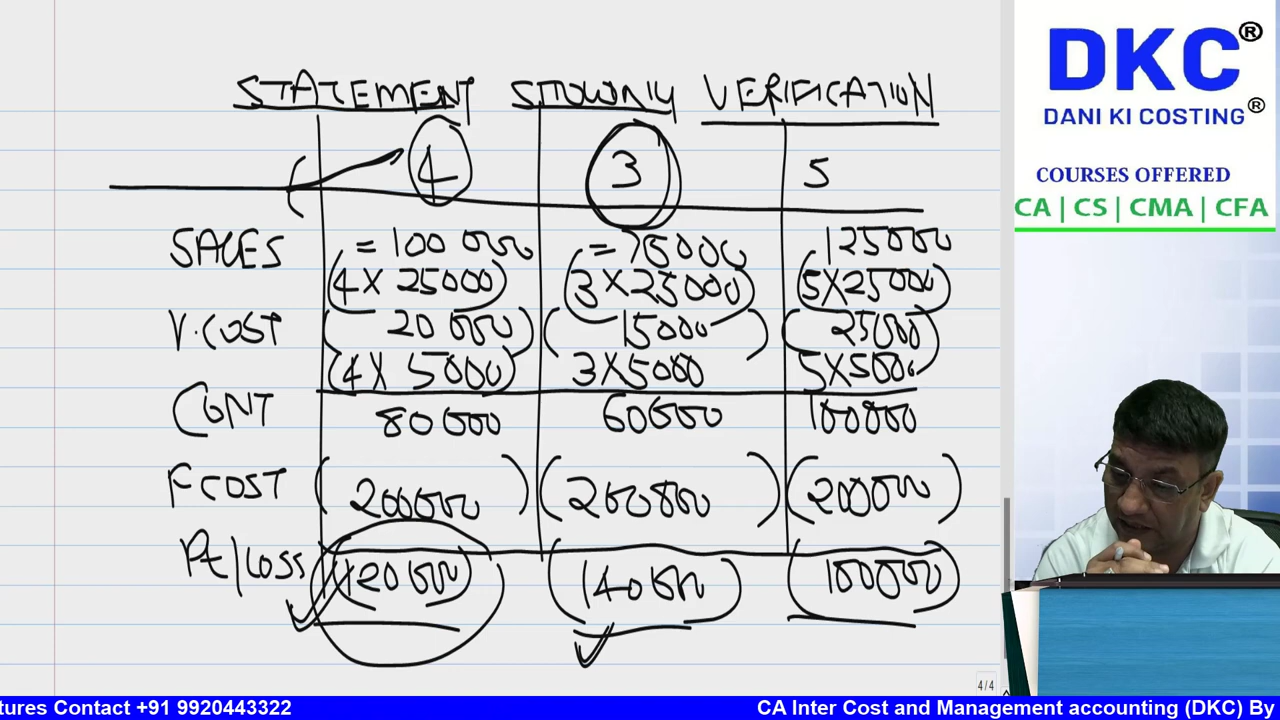 STATEMENT SHOWING VERIFICATION
4 3 5
SALES = 100000 = 75000 125000
(4 X 25000) (3 X 25000) (5 X 25000)
V.COST ( 20000 ) ( 15000 ) ( 25000 )
(4 X 5000) 3 X 5000 5 X 5000
CONT 80000 60000 100000
F COST ( 200000 ) ( 200000 ) ( 200000 )
Pt/LOSS (120000) (140000) (100000)
4/4
DKC®
DANI KI COSTING®
COURSES OFFERED
CA | CS | CMA | CFA
tures Contact +91 9920443322 CA Inter Cost and Management accounting (DKC) By